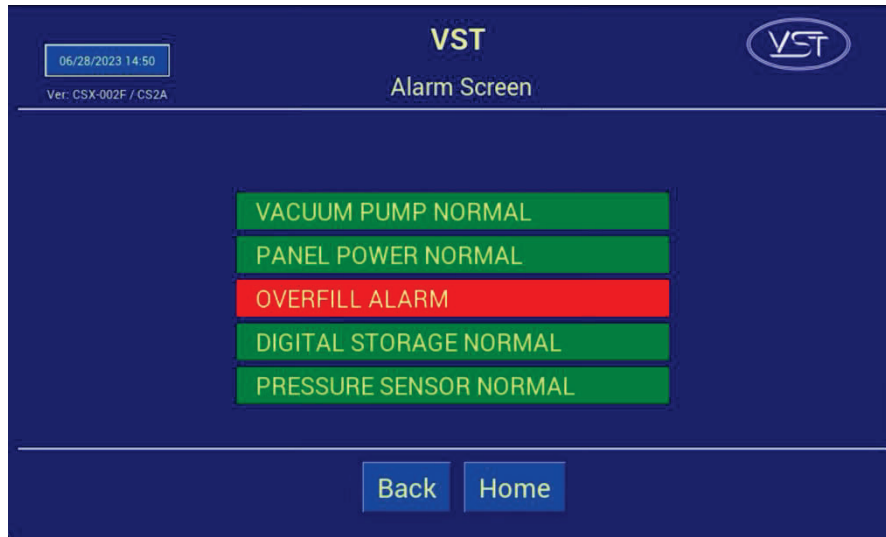 VST
06/28/2023 14:50
VST
Ver: CSX-002F / CS2A
Alarm Screen
VACUUM PUMP NORMAL
PANEL POWER NORMAL
OVERFILL ALARM
DIGITAL STORAGE NORMAL
PRESSURE SENSOR NORMAL
Back Home